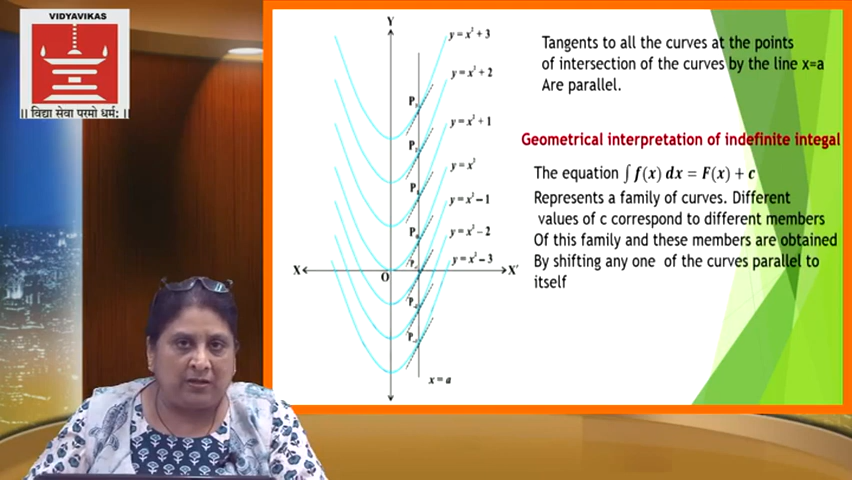 VIDYAVIKAS
|| विद्या सेवा परमो धर्म: ||
Y
y = x² + 3
y = x² + 2
y = x² + 1
y = x²
y = x² – 1
y = x² – 2
y = x² – 3
X
O
X′
x = a
Tangents to all the curves at the points
of intersection of the curves by the line x=a
Are parallel.
Geometrical interpretation of indefinite integal
The equation ∫ f(x) dx = F(x) + c
Represents a family of curves. Different
values of c correspond to different members
Of this family and these members are obtained
By shifting any one of the curves parallel to
itself